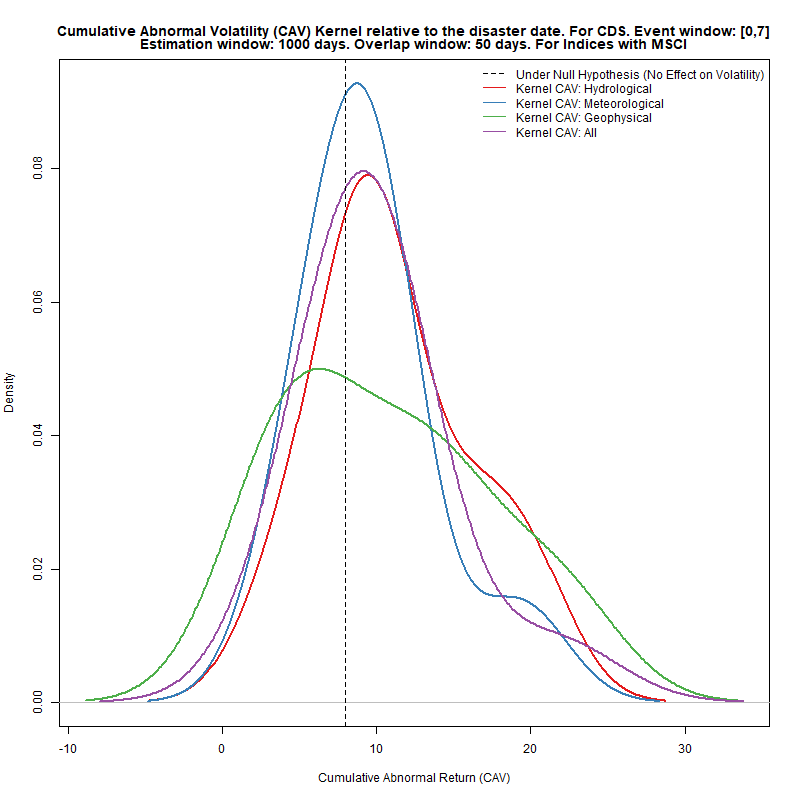 Cumulative Abnormal Volatility (CAV) Kernel relative to the disaster date. For CDS. Event window: [0,7]
Estimation window: 1000 days. Overlap window: 50 days. For Indices with MSCI
Under Null Hypothesis (No Effect on Volatility)
Kernel CAV: Hydrological
Kernel CAV: Meteorological
Kernel CAV: Geophysical
Kernel CAV: All
0.08
0.06
0.04
0.02
0.00
Density
-10 0 10 20 30
Cumulative Abnormal Return (CAV)